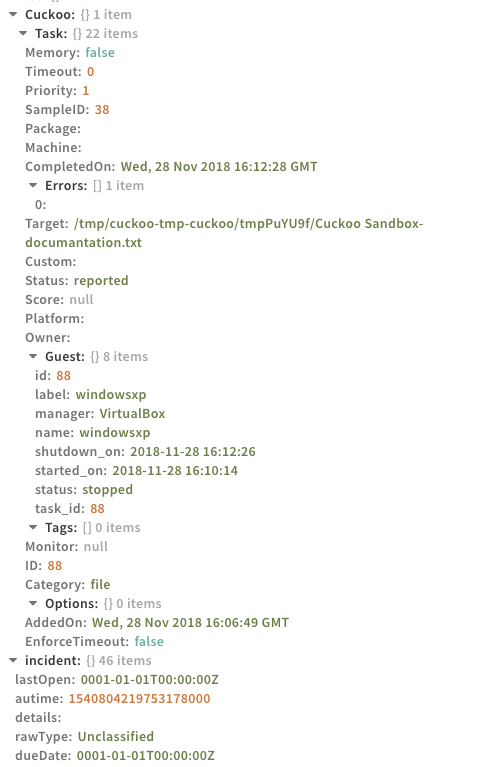 Cuckoo: {} 1 item
Task: {} 22 items
Memory: false
Timeout: 0
Priority: 1
SampleID: 38
Package:
Machine:
CompletedOn: Wed, 28 Nov 2018 16:12:28 GMT
Errors: [] 1 item
0:
Target: /tmp/cuckoo-tmp-cuckoo/tmpPuYU9f/Cuckoo Sandbox-
documantation.txt
Custom:
Status: reported
Score: null
Platform:
Owner:
Guest: {} 8 items
id: 88
label: windowsxp
manager: VirtualBox
name: windowsxp
shutdown_on: 2018-11-28 16:12:26
started_on: 2018-11-28 16:10:14
status: stopped
task_id: 88
Tags: [] 0 items
Monitor: null
ID: 88
Category: file
Options: {} 0 items
AddedOn: Wed, 28 Nov 2018 16:06:49 GMT
EnforceTimeout: false
incident: {} 46 items
lastOpen: 0001-01-01T00:00:00Z
autime: 1540804219753178000
details:
rawType: Unclassified
dueDate: 0001-01-01T00:00:00Z